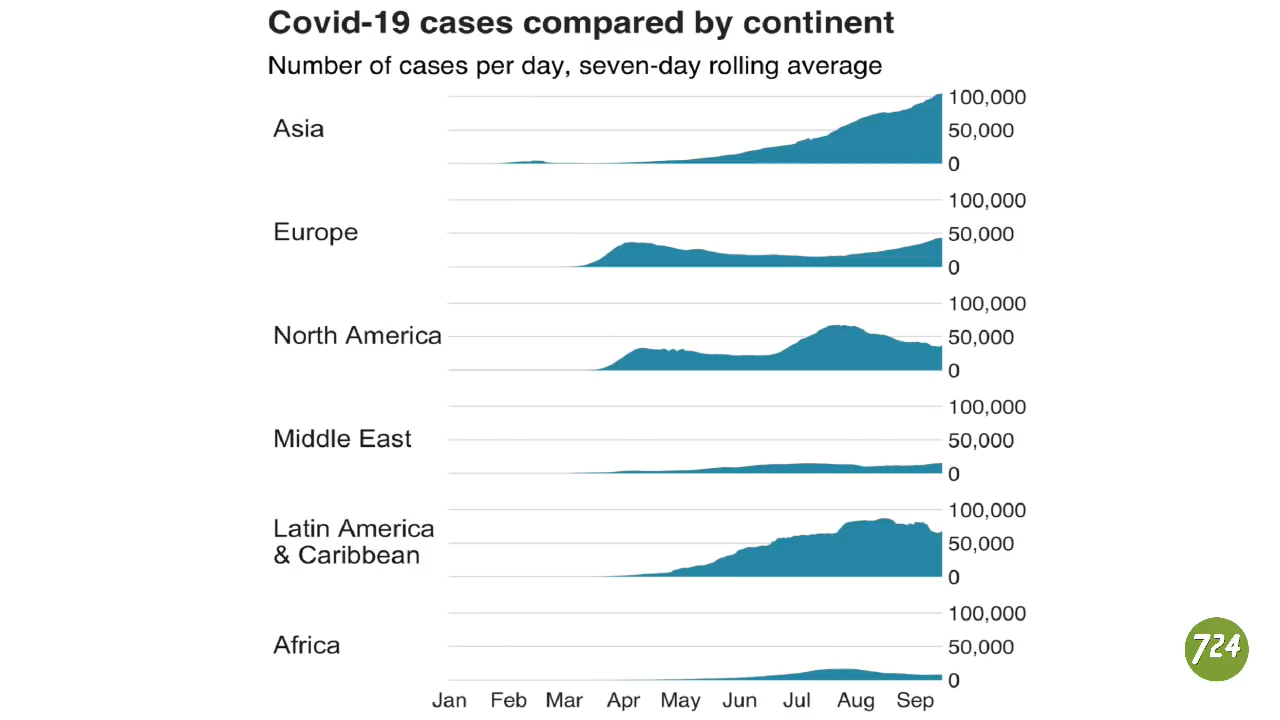 Covid-19 cases compared by continent
Number of cases per day, seven-day rolling average
Asia
100,000
50,000
0
Europe
100,000
50,000
0
North America
100,000
50,000
0
Middle East
100,000
50,000
0
Latin America
& Caribbean
100,000
50,000
0
Africa
100,000
50,000
0
Jan Feb Mar Apr May Jun Jul Aug Sep
724